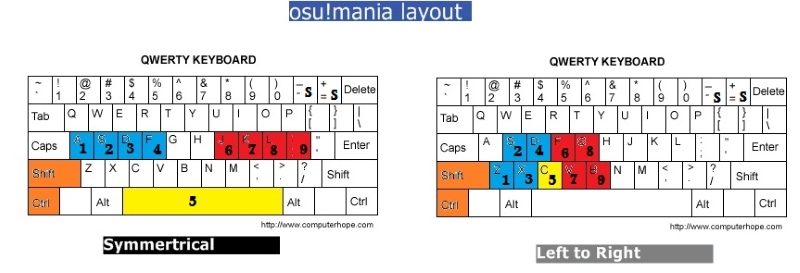 osu!mania layout
QWERTY KEYBOARD
~ ! @ # $ % ^ & * ( ) _ + Delete
` 1 2 3 4 5 6 7 8 9 0 - S = S
Tab Q W E R T Y U I O P { } |
[ ] \
Caps A S D F G H J K L : " Enter
1 2 3 4 6 7 8 9 '
Shift Z X C V B N M < > ? Shift
, . /
Ctrl Alt 5 Alt Ctrl
http://www.computerhope.com
Symmertrical
QWERTY KEYBOARD
~ ! @ # $ % ^ & * ( ) _ + Delete
` 1 2 3 4 5 6 7 8 9 0 - S = S
Tab Q W E R T Y U I O P { } |
[ ] \
Caps A S D F G H J K L : " Enter
2 4 6 8 ; '
Shift Z X C V B N M < > ? Shift
1 3 5 7 9 , . /
Ctrl Alt Alt Ctrl
http://www.computerhope.com
Left to Right